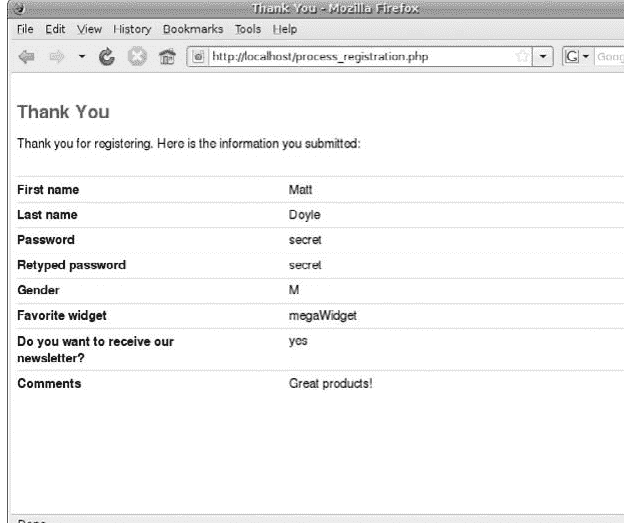 Thank You - Mozilla Firefox
File Edit View History Bookmarks Tools Help
http://localhost/process_registration.php G Goog
Thank You
Thank you for registering. Here is the information you submitted:
First name Matt
Last name Doyle
Password secret
Retyped password secret
Gender M
Favorite widget megaWidget
Do you want to receive our yes
newsletter?
Comments Great products!